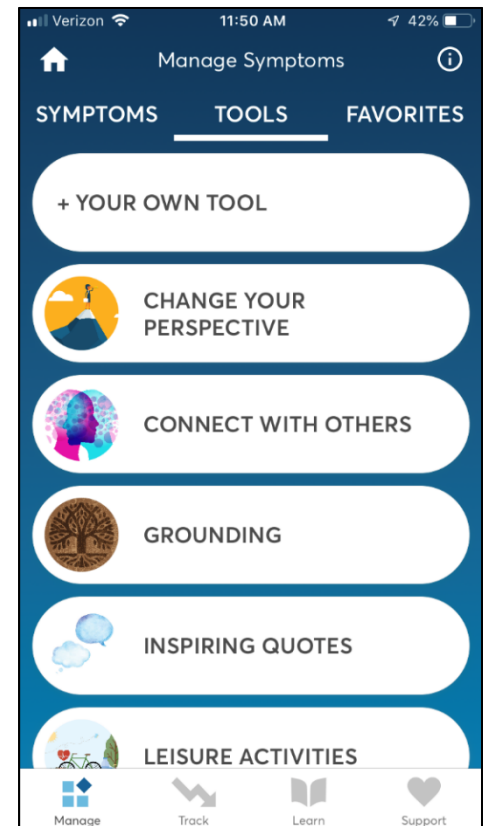 Verizon 11:50 AM 42%
Manage Symptoms
SYMPTOMS TOOLS FAVORITES
+ YOUR OWN TOOL
CHANGE YOUR
PERSPECTIVE
CONNECT WITH OTHERS
GROUNDING
INSPIRING QUOTES
LEISURE ACTIVITIES
Manage Track Learn Support